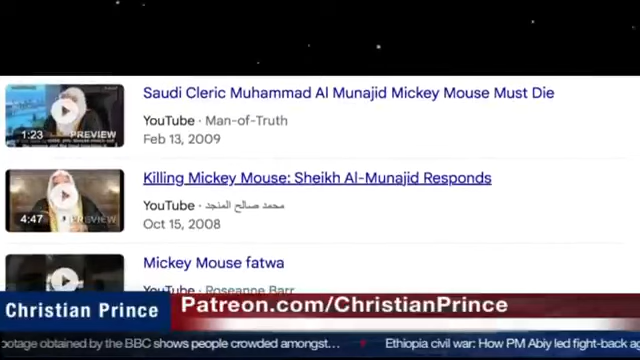 Saudi Cleric Muhammad Al Munajid Mickey Mouse Must Die
YouTube · Man-of-Truth
Feb 13, 2009
1:23 PREVIEW
Killing Mickey Mouse: Sheikh Al-Munajid Responds
YouTube · محمد صالح المنجد
Oct 15, 2008
4:47 PREVIEW
Mickey Mouse fatwa
YouTube · Roseanne Barr
Christian Prince
Patreon.com/ChristianPrince
ootage obtained by the BBC shows people crowded amongst... Ethiopia civil war: How PM Abiy led fight-back ag